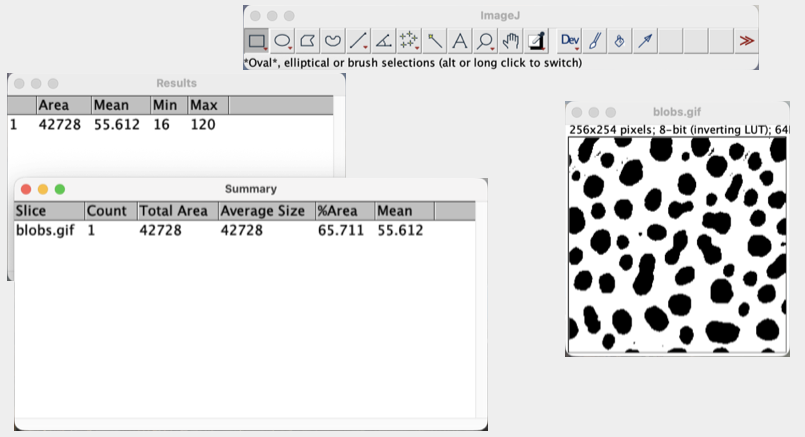 ImageJ
A Dev
*Oval*, elliptical or brush selections (alt or long click to switch)
Results
Area Mean Min Max
1 42728 55.612 16 120
blobs.gif
256x254 pixels; 8-bit (inverting LUT); 64
Summary
Slice Count Total Area Average Size %Area Mean
blobs.gif 1 42728 42728 65.711 55.612